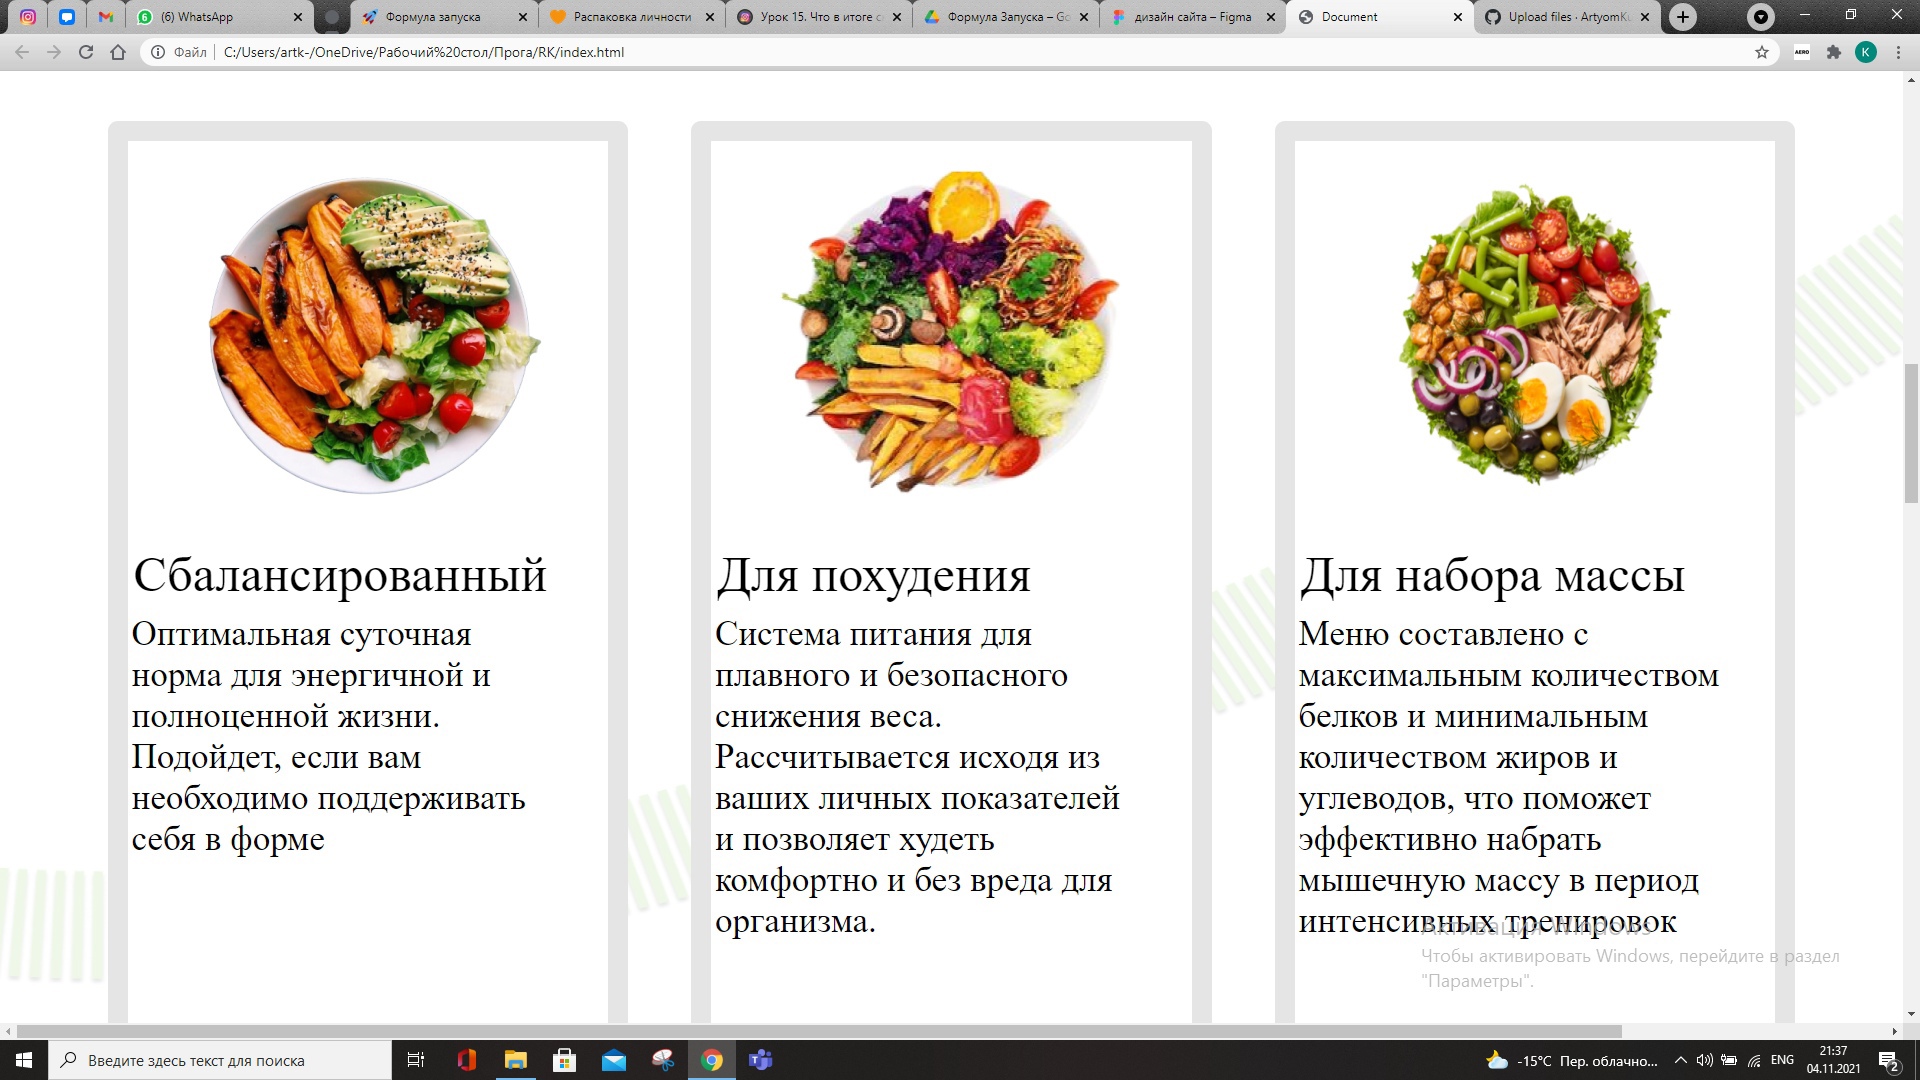 (6) WhatsApp
Формула запуска
Распаковка личности
Урок 15. Что в итоге с
Формула Запуска – Go
дизайн сайта – Figma
Document
Upload files · ArtyomKu
Файл
C:/Users/artk-/OneDrive/Рабочий%20стол/Прога/RK/index.html
AERO
K
Сбалансированный
Оптимальная суточная
норма для энергичной и
полноценной жизни.
Подойдет, если вам
необходимо поддерживать
себя в форме
Для похудения
Система питания для
плавного и безопасного
снижения веса.
Рассчитывается исходя из
ваших личных показателей
и позволяет худеть
комфортно и без вреда для
организма.
Для набора массы
Меню составлено с
максимальным количеством
белков и минимальным
количеством жиров и
углеводов, что поможет
эффективно набрать
мышечную массу в период
интенсивных тренировок
Активация Windows
Чтобы активировать Windows, перейдите в раздел
"Параметры".
Введите здесь текст для поиска
-15°C Пер. облачно...
ENG
21:37
04.11.2021
2